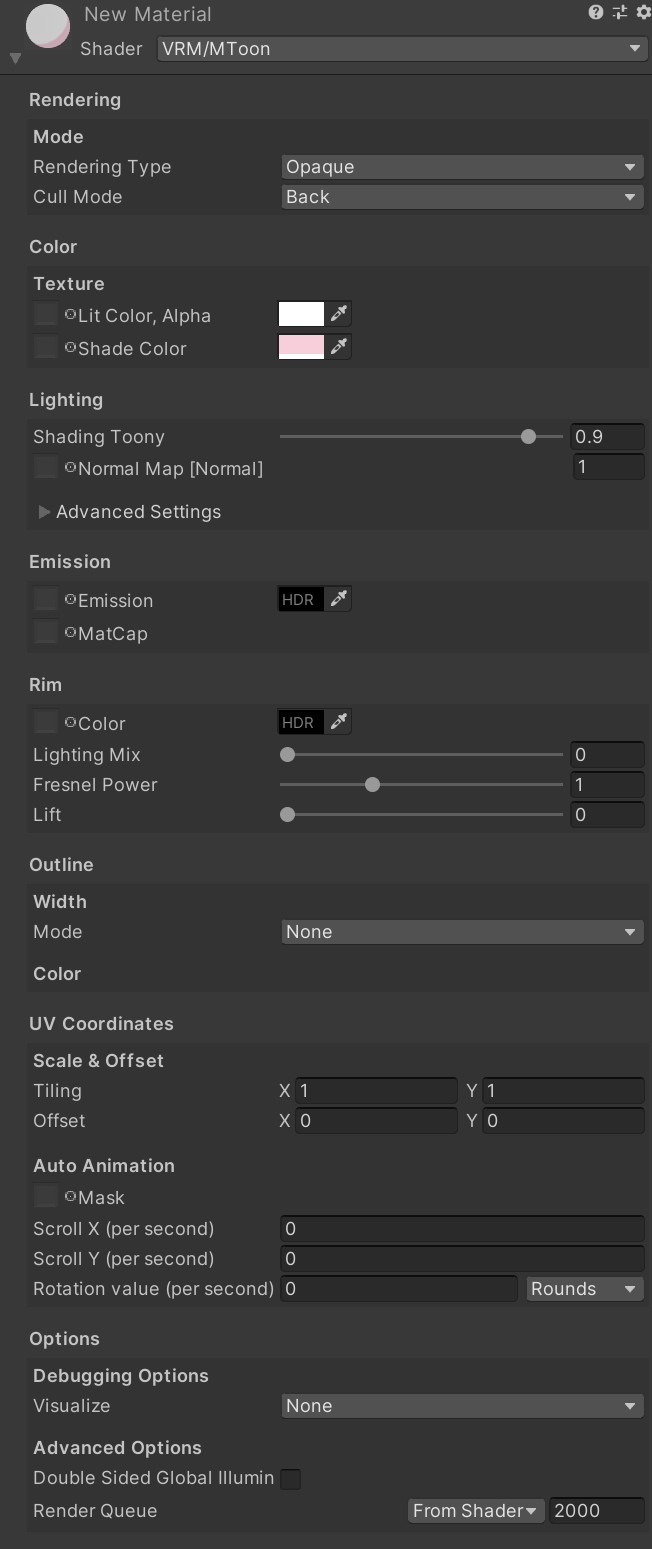 New Material
Shader VRM/MToon
Rendering
Mode
Rendering Type Opaque
Cull Mode Back
Color
Texture
Lit Color, Alpha
Shade Color
Lighting
Shading Toony 0.9
Normal Map [Normal] 1
Advanced Settings
Emission
Emission HDR
MatCap
Rim
Color HDR
Lighting Mix 0
Fresnel Power 1
Lift 0
Outline
Width
Mode None
Color
UV Coordinates
Scale & Offset
Tiling X 1 Y 1
Offset X 0 Y 0
Auto Animation
Mask
Scroll X (per second) 0
Scroll Y (per second) 0
Rotation value (per second) 0 Rounds
Options
Debugging Options
Visualize None
Advanced Options
Double Sided Global Illumin
Render Queue From Shader 2000